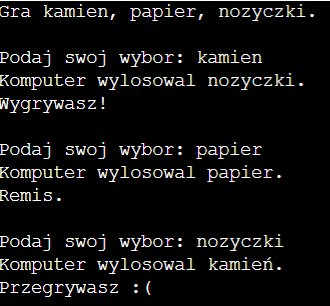 Gra kamien, papier, nozyczki.
Podaj swoj wybor: kamien
Komputer wylosowal nozyczki.
Wygrywasz!
Podaj swoj wybor: papier
Komputer wylosowal papier.
Remis.
Podaj swoj wybor: nozyczki
Komputer wylosowal kamień.
Przegrywasz :(